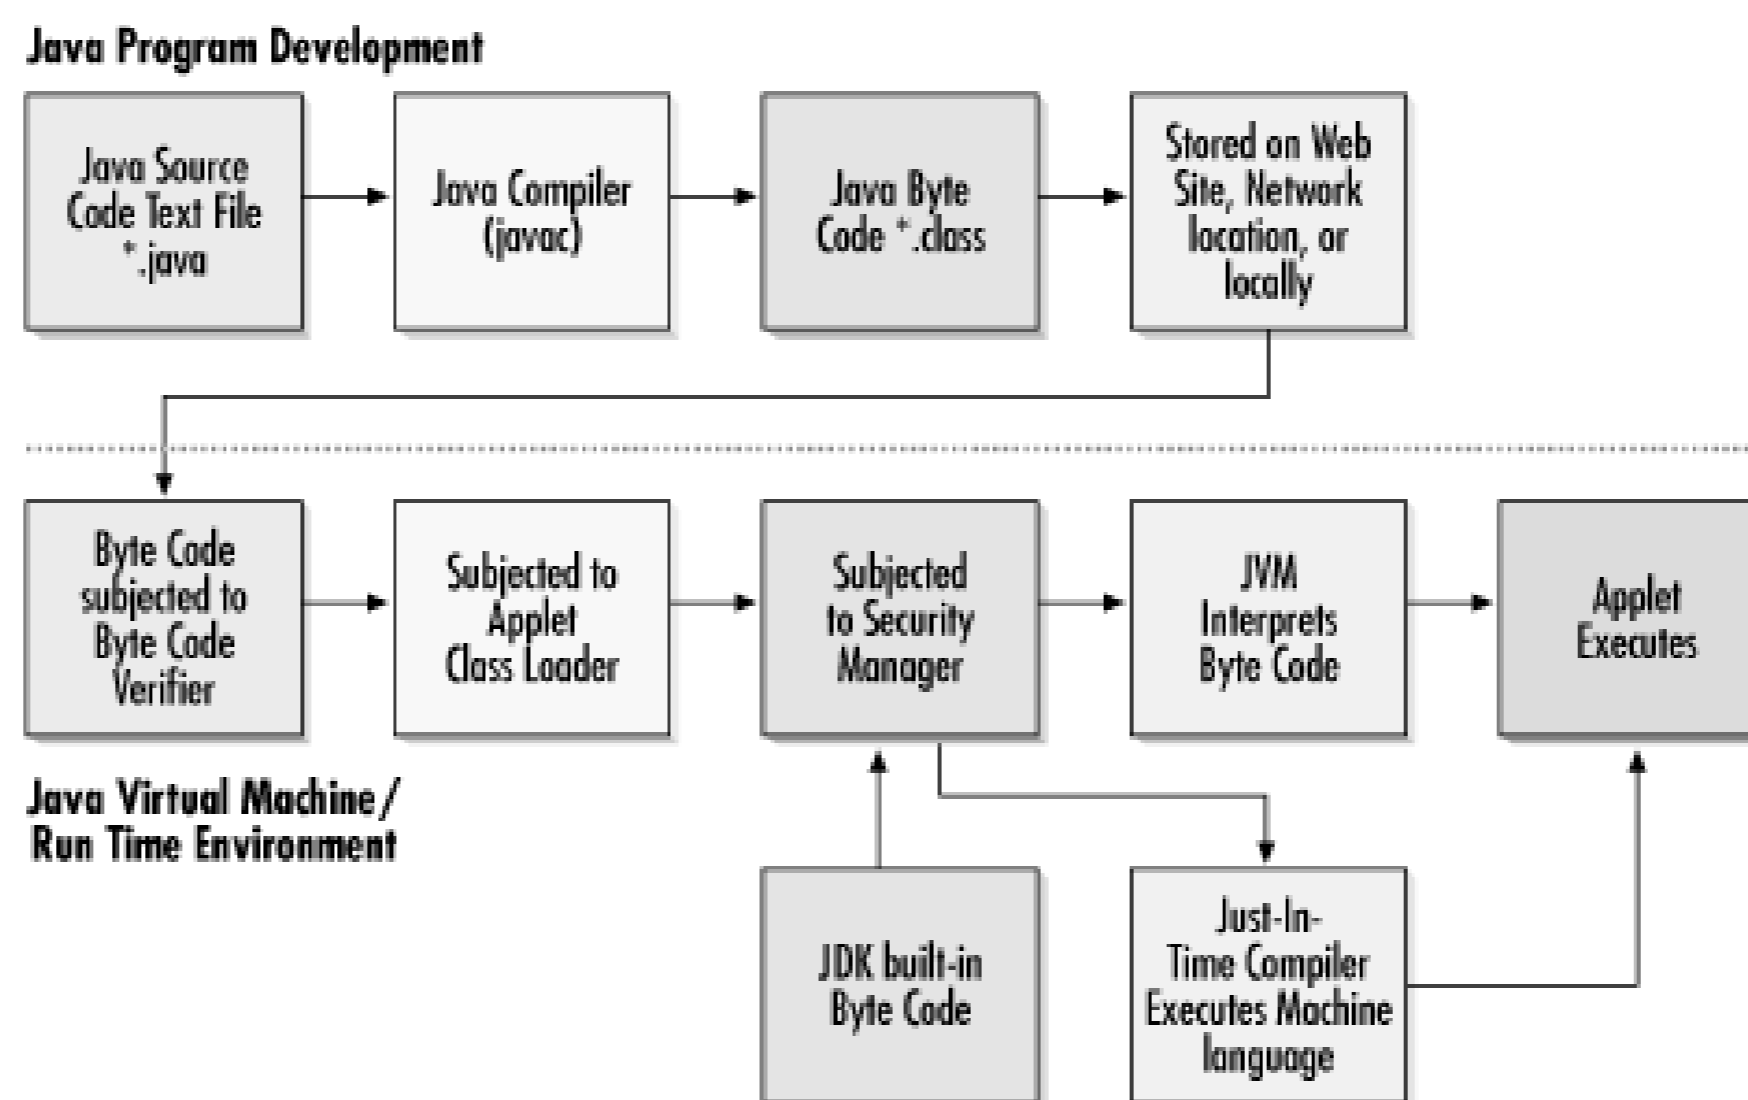 Java Program Development
Java Source
Code Text File
*.java
Java Compiler
(javac)
Java Byte
Code *.class
Stored on Web
Site, Network
location, or
locally
Byte Code
subjected to
Byte Code
Verifier
Subjected to
Applet
Class Loader
Subjected
to Security
Manager
JVM
Interprets
Byte Code
Applet
Executes
Java Virtual Machine/
Run Time Environment
JDK built-in
Byte Code
Just-In-
Time Compiler
Executes Machine
language